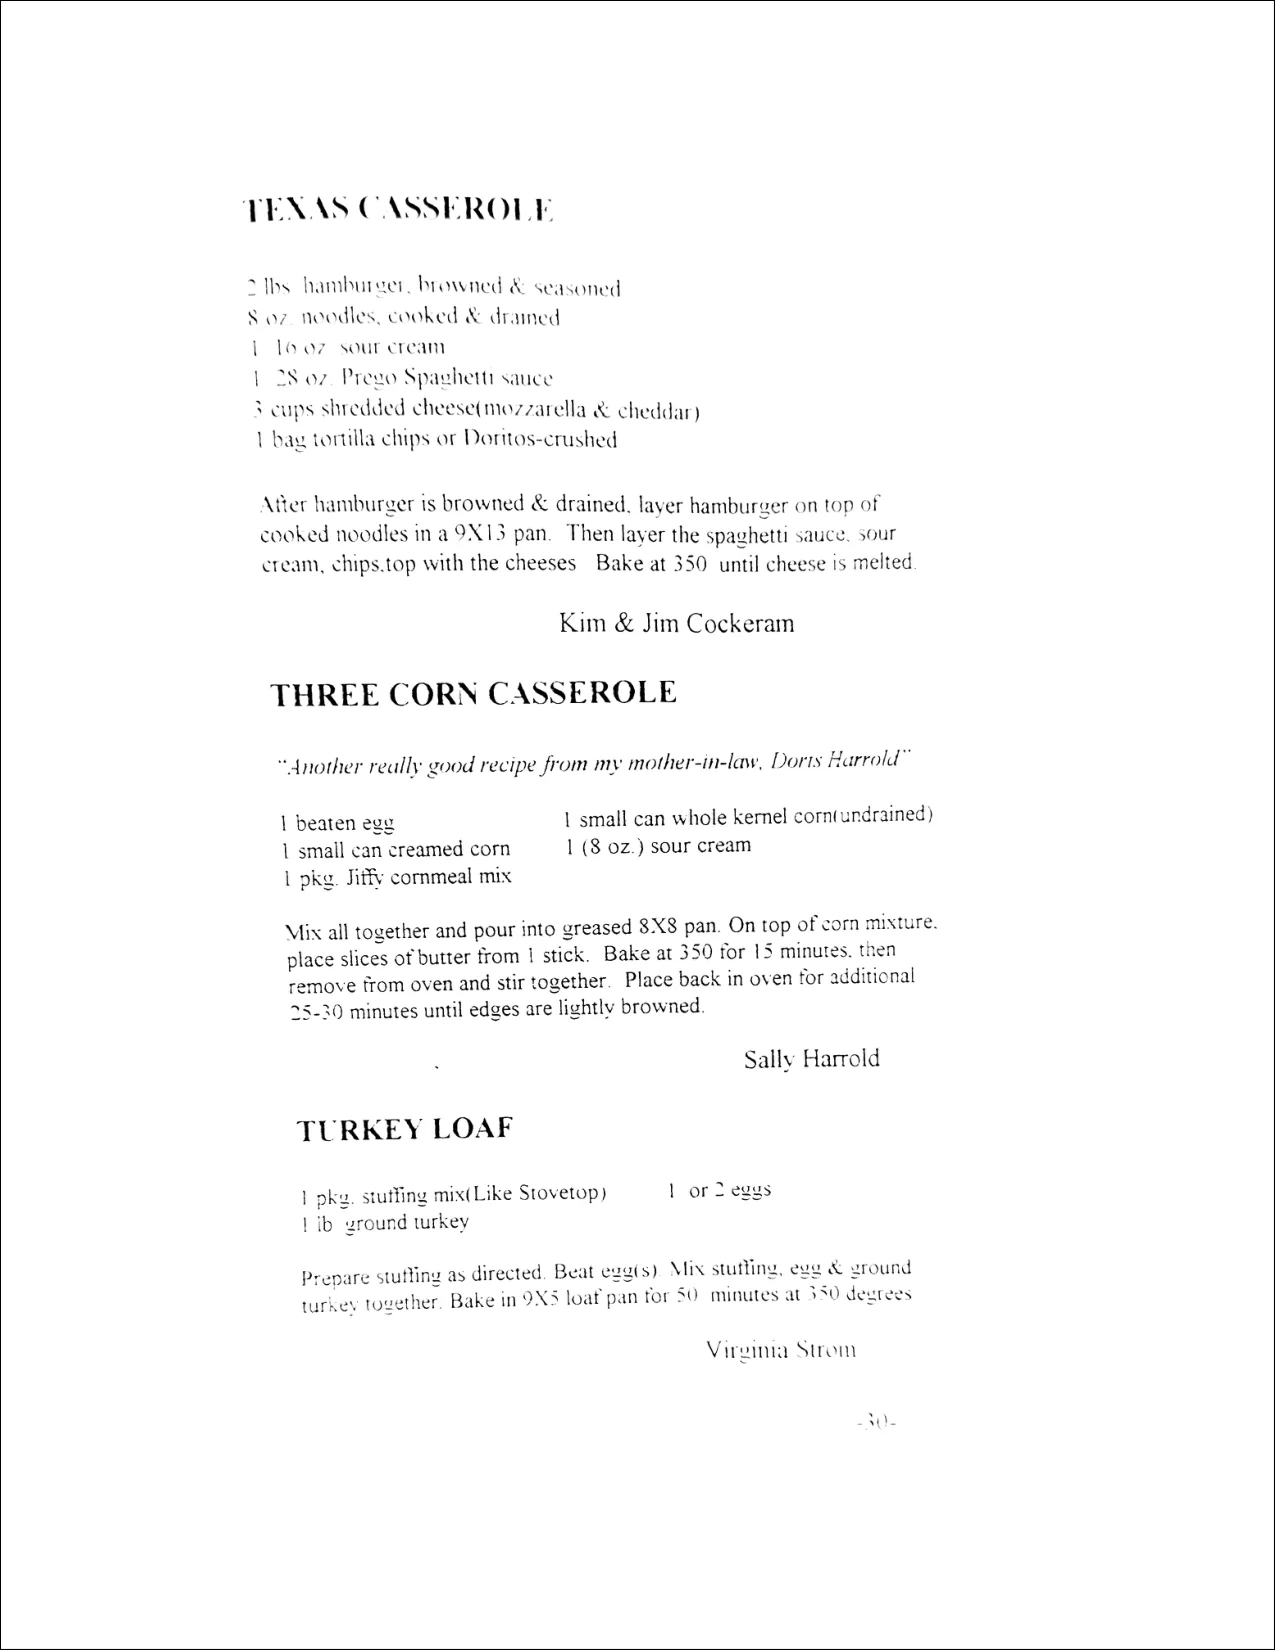 TEXAS CASSEROLE
2 lbs hamburger, browned & seasoned
8 oz. noodles, cooked & drained
1 16 oz sour cream
1 28 oz. Prego Spaghetti sauce
3 cups shredded cheese(mozzarella & cheddar)
1 bag tortilla chips or Doritos-crushed
After hamburger is browned & drained, layer hamburger on top of
cooked noodles in a 9X13 pan. Then layer the spaghetti sauce, sour
cream, chips,top with the cheeses Bake at 350 until cheese is melted.
Kim & Jim Cockeram
THREE CORN CASSEROLE
"Another really good recipe from my mother-in-law, Doris Harrold"
1 beaten egg 1 small can whole kernel corn(undrained)
1 small can creamed corn 1 (8 oz.) sour cream
1 pkg. Jiffy cornmeal mix
Mix all together and pour into greased 8X8 pan. On top of corn mixture,
place slices of butter from 1 stick. Bake at 350 for 15 minutes, then
remove from oven and stir together. Place back in oven for additional
25-30 minutes until edges are lightly browned.
Sally Harrold
TURKEY LOAF
1 pkg. stuffing mix(Like Stovetop) 1 or 2 eggs
1 lb ground turkey
Prepare stuffing as directed. Beat egg(s). Mix stuffing, egg & ground
turkey together. Bake in 9X5 loaf pan for 50 minutes at 350 degrees
Virginia Strom
-30-